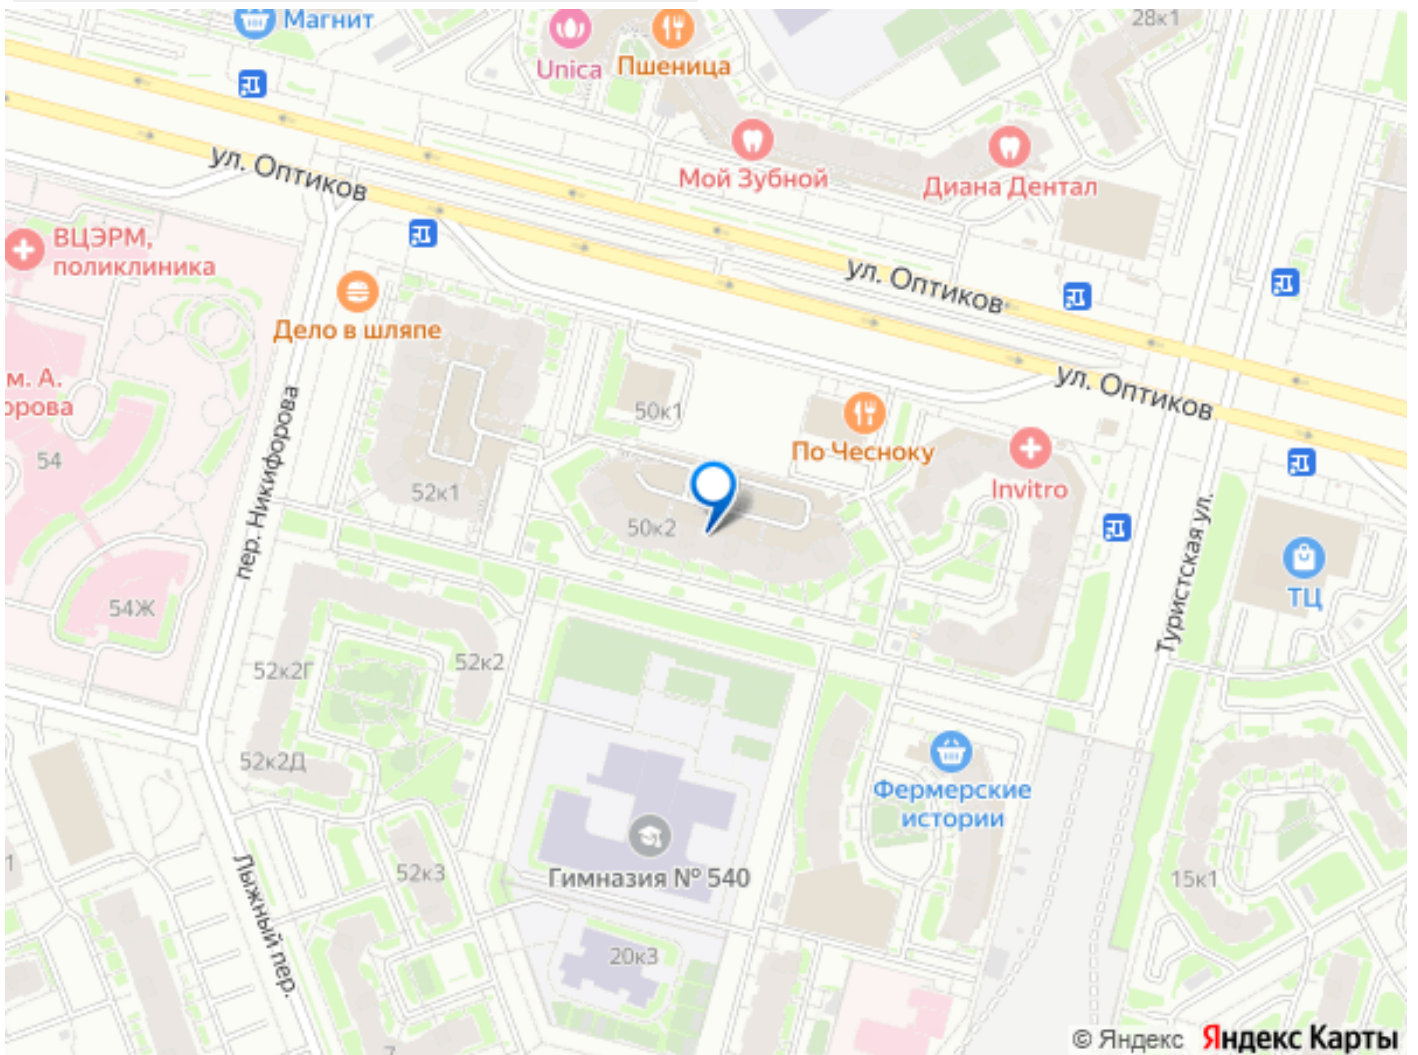 Магнит
Unica
Пшеница
28к1
ул. Оптиков
Мой Зубной
Диана Дентал
ВЦЭРМ,
поликлиника
ул. Оптиков
Дело в шляпе
м. А.
орова
пер. Никифорова
50к1
ул. Оптиков
По Чесноку
54
52к1
Invitro
50к2
Туристская ул.
54Ж
ТЦ
52к2Г
52к2
52к2Д
Фермерские
истории
1
52к3
Гимназия № 540
15к1
Лыжный пер.
20к3
7
© Яндекс Яндекс Карты